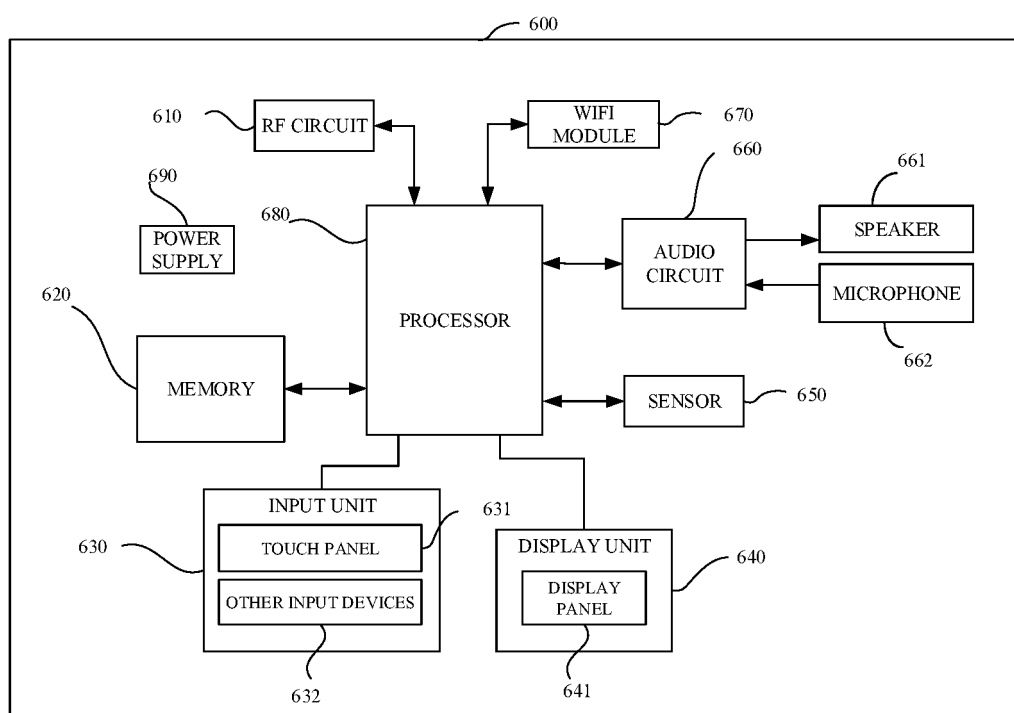 600
610
RF CIRCUIT
WIFI
MODULE
670
660
661
690
680
SPEAKER
POWER
SUPPLY
AUDIO
CIRCUIT
620
PROCESSOR
MICROPHONE
662
MEMORY
SENSOR
650
INPUT UNIT
631
630
TOUCH PANEL
DISPLAY UNIT
640
OTHER INPUT DEVICES
DISPLAY
PANEL
632
641